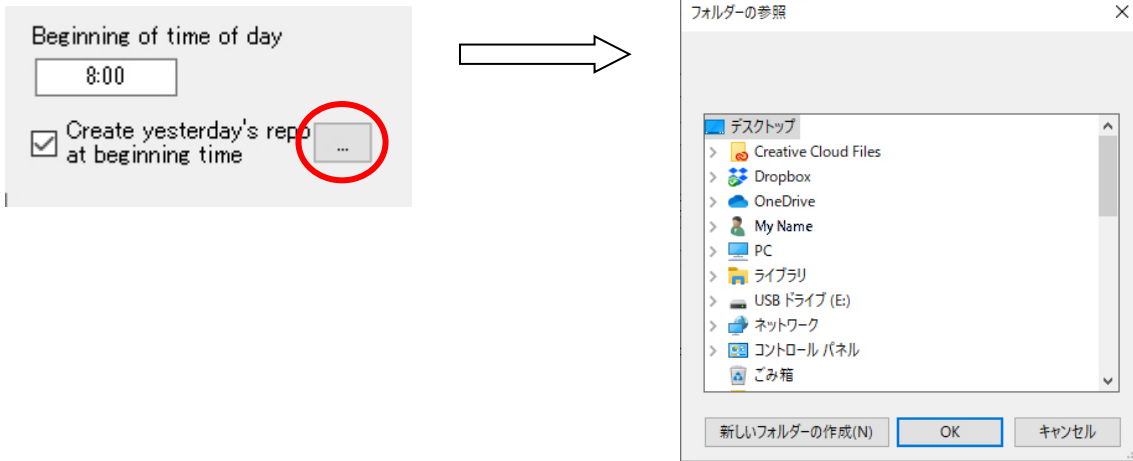 Beginning of time of day
8:00
Create yesterday's repo
at beginning time
...
フォルダーの参照
デスクトップ
Creative Cloud Files
Dropbox
OneDrive
My Name
PC
ライブラリ
USB ドライブ (E:)
ネットワーク
コントロール パネル
ごみ箱
新しいフォルダーの作成(N)
OK
キャンセル